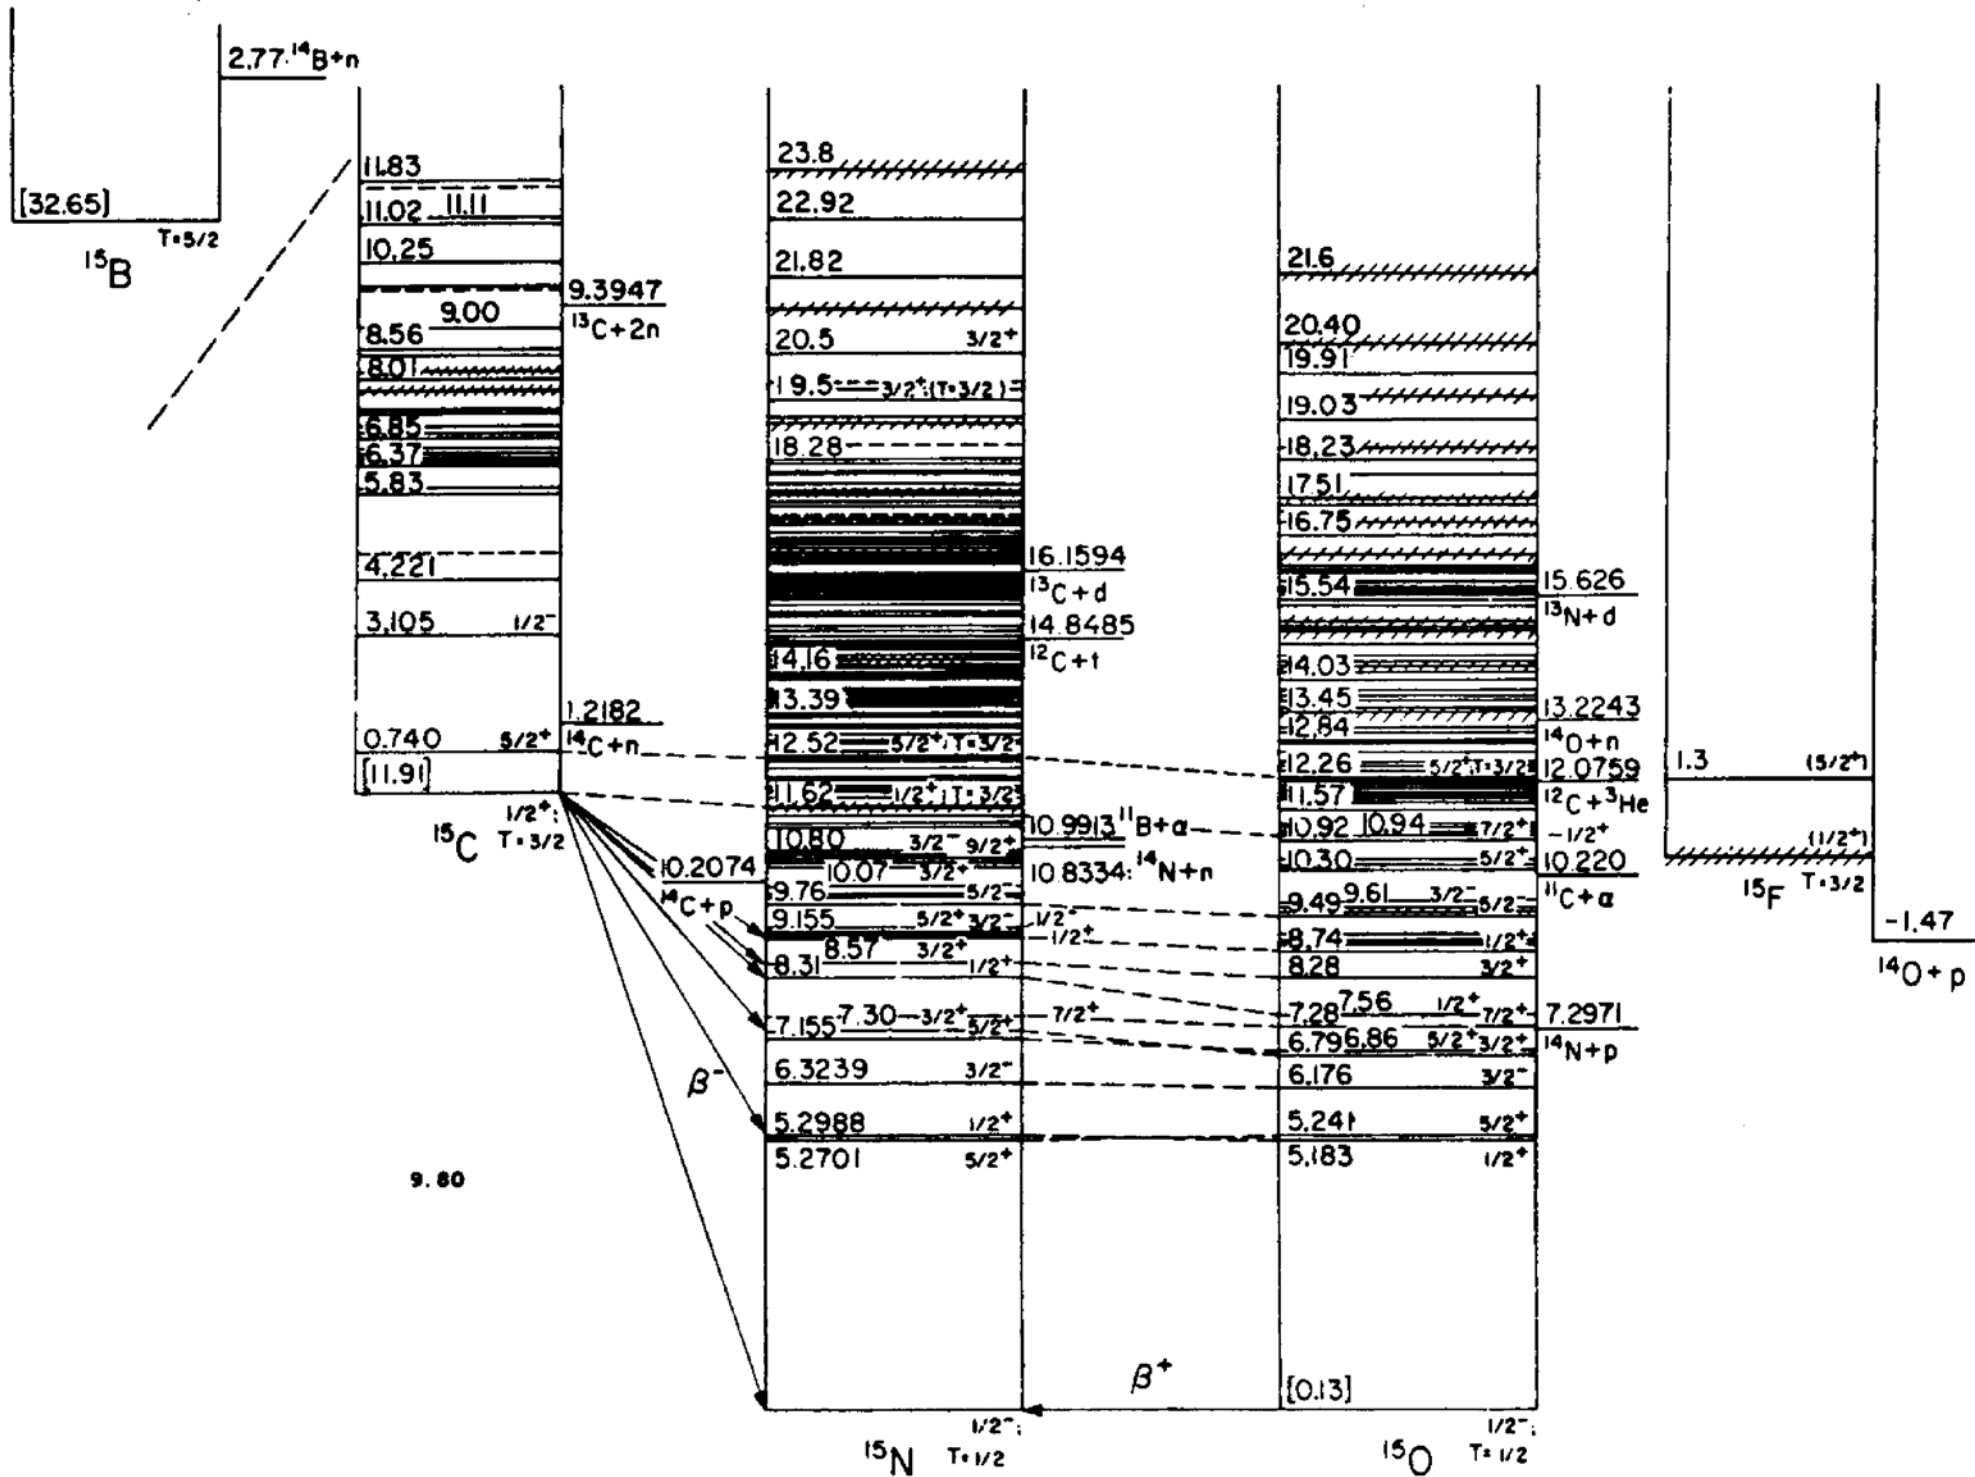 2.77 ¹⁴B+n
[32.65]
T=5/2
¹⁵B
11.83
11.11
11.02
10.25
9.3947
¹³C+2n
9.00
8.56
8.01
6.85
6.37
5.83
4.221
3.105 1/2⁻
1.2182
¹⁴C+n
0.740 5/2⁺
[11.91]
1/2⁺;
¹⁵C T=3/2
10.2074
¹⁴C+p
β⁻
9.80
23.8
22.92
21.82
20.5 3/2⁺
19.5 3/2⁺;(T=3/2)
18.28
16.1594
¹³C+d
14.8485
¹²C+t
14.16
13.39
12.52 5/2⁺;T=3/2
11.62 1/2⁺;T=3/2
10.9913 ¹¹B+α
10.80 3/2⁻ 9/2⁺
10.07 3/2⁺
10.8334: ¹⁴N+n
9.76 5/2⁻
9.155 5/2⁺ 3/2⁻ 1/2⁺
1/2⁺
8.57 3/2⁺
8.31 1/2⁺
7.30 3/2⁺ 7/2⁺
7.155 5/2⁺
6.3239 3/2⁻
5.2988 1/2⁺
5.2701 5/2⁺
1/2⁻;
¹⁵N T=1/2
β⁺
21.6
20.40
19.91
19.03
18.23
17.51
16.75
15.54
15.626
¹³N+d
14.03
13.45
13.2243
¹⁴O+n
12.84
12.26 5/2⁺;T=3/2
12.0759
¹²C+³He
11.57
10.92 10.94 7/2⁺ -1/2⁺
10.30 5/2⁺
10.220
¹¹C+α
9.61 3/2⁻
9.49 5/2⁻
8.74 1/2⁺
8.28 3/2⁺
7.56 1/2⁺
7.28 7/2⁺
7.2971
¹⁴N+p
6.79 6.86 5/2⁺ 3/2⁺
6.176 3/2⁻
5.241 5/2⁺
5.183 1/2⁺
[0.13]
1/2⁻;
¹⁵O T=1/2
1.3 (5/2⁺)
(1/2⁺)
¹⁵F T=3/2
-1.47
¹⁴O+p